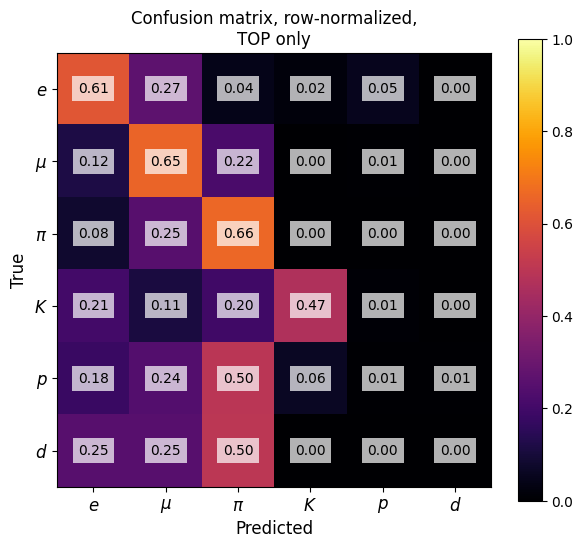 Confusion matrix, row-normalized,
TOP only
e 0.61 0.27 0.04 0.02 0.05 0.00
μ 0.12 0.65 0.22 0.00 0.01 0.00
π 0.08 0.25 0.66 0.00 0.00 0.00
K 0.21 0.11 0.20 0.47 0.01 0.00
p 0.18 0.24 0.50 0.06 0.01 0.01
d 0.25 0.25 0.50 0.00 0.00 0.00
e μ π K p d
True
Predicted
1.0
0.8
0.6
0.4
0.2
0.0